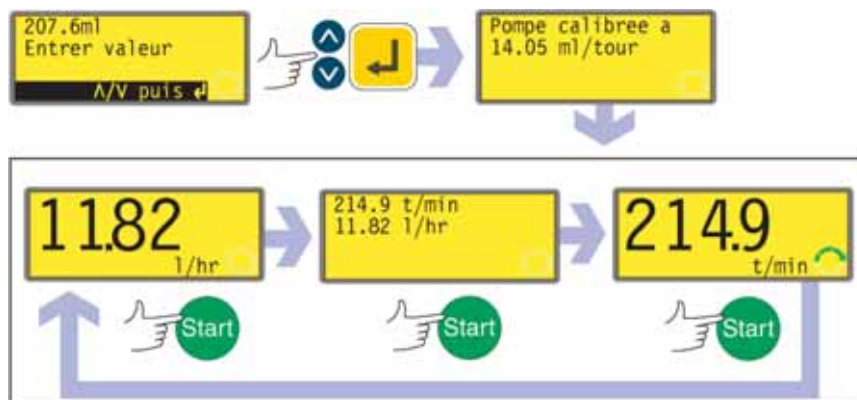 207.6ml
Entrer valeur
Λ/V puis ↵
Pompe calibree a
14.05 ml/tour
11.82
l/hr
214.9 t/min
11.82 l/hr
214.9
t/min
Start
Start
Start